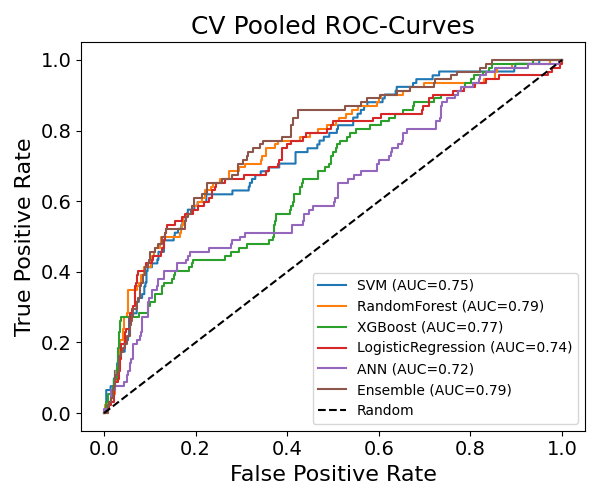 CV Pooled ROC-Curves
True Positive Rate
1.0
0.8
0.6
0.4
0.2
0.0
SVM (AUC=0.75)
RandomForest (AUC=0.79)
XGBoost (AUC=0.77)
LogisticRegression (AUC=0.74)
ANN (AUC=0.72)
Ensemble (AUC=0.79)
Random
0.0 0.2 0.4 0.6 0.8 1.0
False Positive Rate